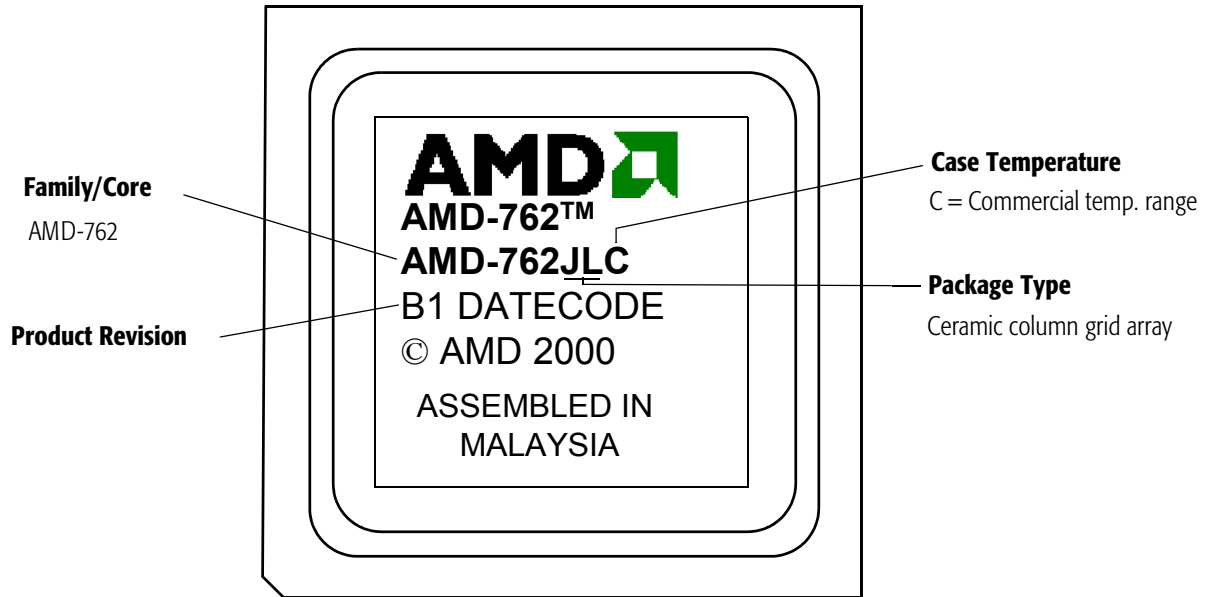 Family/Core
AMD-762
Product Revision
AMD
AMD-762™
AMD-762JLC
B1 DATECODE
© AMD 2000
ASSEMBLED IN
MALAYSIA
Case Temperature
C = Commercial temp. range
Package Type
Ceramic column grid array